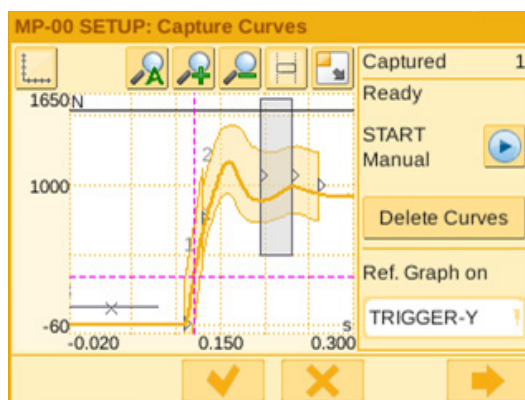 MP-00 SETUP: Capture Curves
A
1650 N
1000
-60
-0.020 0.150 0.300
s
1
2
Captured 1
Ready
START
Manual
Delete Curves
Ref. Graph on
TRIGGER-Y